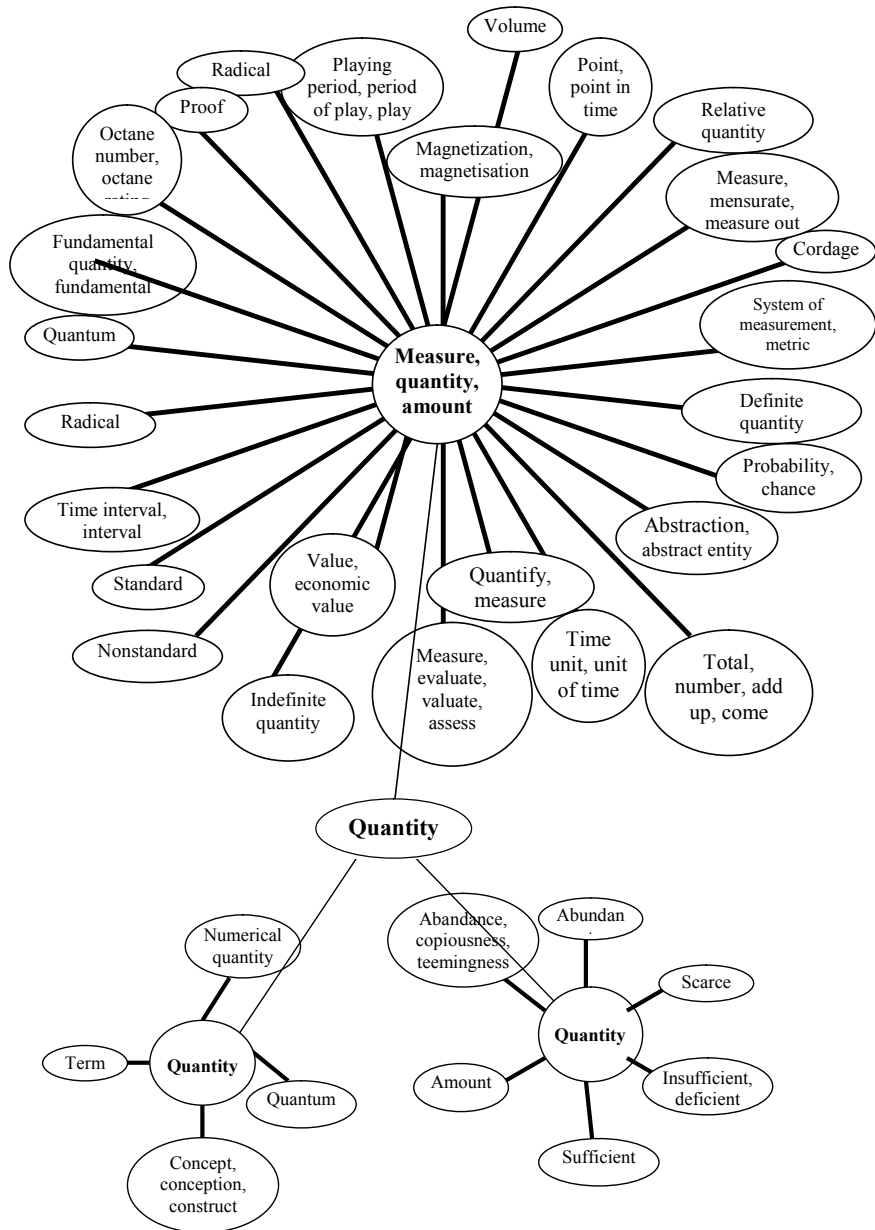 Volume
Radical
Playing
period, period
of play, play
Point,
point in
time
Proof
Relative
quantity
Octane
number,
octane
rating
Magnetization,
magnetisation
Measure,
mensurate,
measure out
Fundamental
quantity,
fundamental
Cordage
Quantum
System of
measurement,
metric
Measure,
quantity,
amount
Radical
Definite
quantity
Probability,
chance
Time interval,
interval
Abstraction,
abstract entity
Standard
Value,
economic
value
Quantify,
measure
Nonstandard
Indefinite
quantity
Measure,
evaluate,
valuate,
assess
Time
unit, unit
of time
Total,
number, add
up, come
Quantity
Numerical
quantity
Abandance,
copiousness,
teemingness
Abundan
Scarce
Term
Quantity
Quantum
Concept,
conception,
construct
Quantity
Amount
Insufficient,
deficient
Sufficient